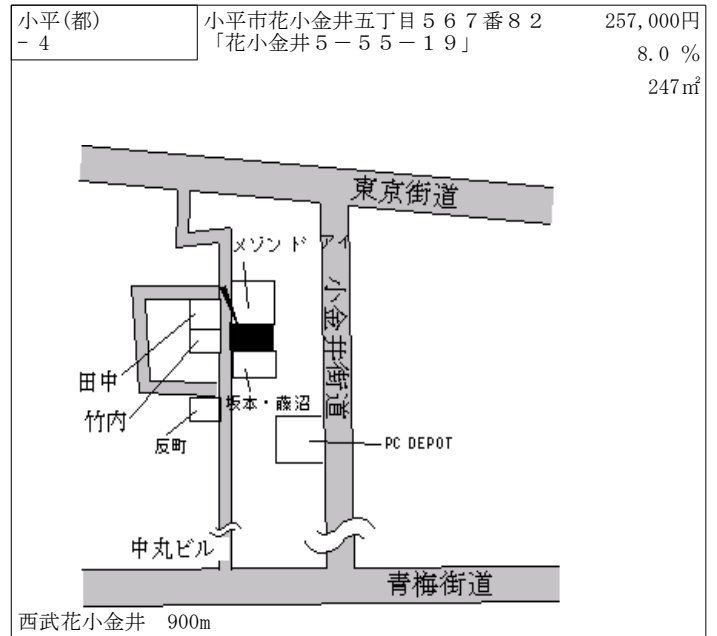 小平(都)
- 4
小平市花小金井五丁目５６７番８２
「花小金井５－５５－１９」
257,000円
8.0 %
247㎡
東京街道
メゾンドアイ
小金井街道
田中
竹内
坂本・藤沼
反町
PC DEPOT
中丸ビル
青梅街道
西武花小金井 900m